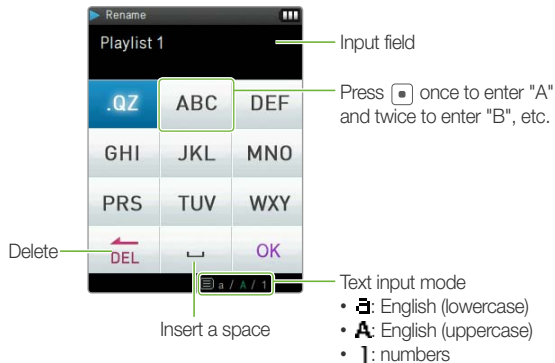 Rename
Playlist 1
Input field
.QZ ABC DEF
Press once to enter "A"
and twice to enter "B", etc.
GHI JKL MNO
PRS TUV WXY
Delete
DEL OK
a / A / 1
Insert a space
Text input mode
• a: English (lowercase)
• A: English (uppercase)
• 1: numbers